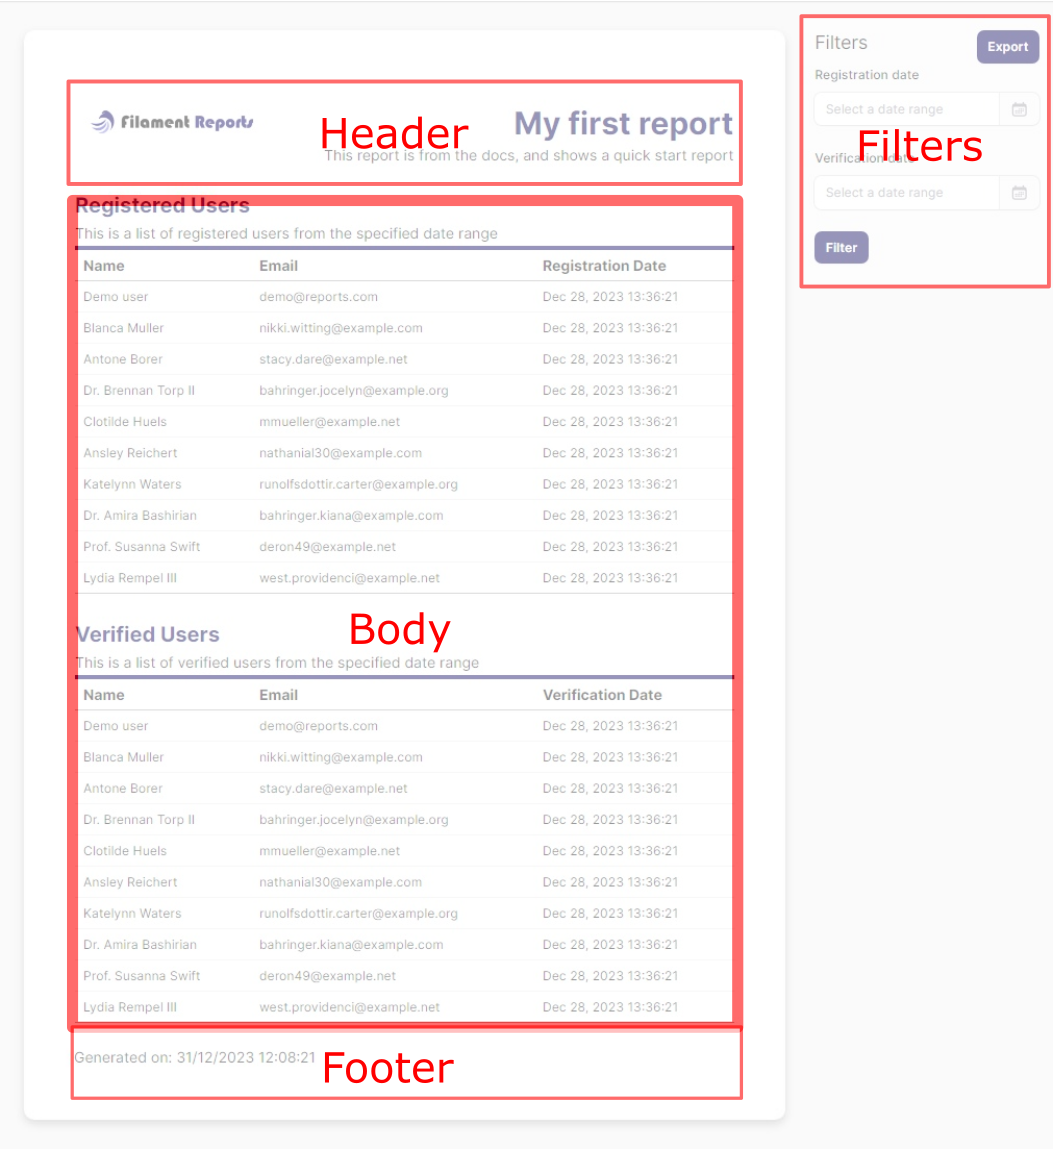 Filament Reports
My first report
Header
This report is from the docs, and shows a quick start report
Registered Users
This is a list of registered users from the specified date range
Name Email Registration Date
Demo user demo@reports.com Dec 28, 2023 13:36:21
Blanca Muller nikki.witting@example.com Dec 28, 2023 13:36:21
Antone Borer stacy.dare@example.net Dec 28, 2023 13:36:21
Dr. Brennan Torp II bahringer.jocelyn@example.org Dec 28, 2023 13:36:21
Clotilde Huels mmueller@example.net Dec 28, 2023 13:36:21
Ansley Reichert nathanial30@example.com Dec 28, 2023 13:36:21
Katelynn Waters runolfsdottir.carter@example.org Dec 28, 2023 13:36:21
Dr. Amira Bashirian bahringer.kiana@example.com Dec 28, 2023 13:36:21
Prof. Susanna Swift deron49@example.net Dec 28, 2023 13:36:21
Lydia Rempel III west.providenci@example.net Dec 28, 2023 13:36:21
Body
Verified Users
This is a list of verified users from the specified date range
Name Email Verification Date
Demo user demo@reports.com Dec 28, 2023 13:36:21
Blanca Muller nikki.witting@example.com Dec 28, 2023 13:36:21
Antone Borer stacy.dare@example.net Dec 28, 2023 13:36:21
Dr. Brennan Torp II bahringer.jocelyn@example.org Dec 28, 2023 13:36:21
Clotilde Huels mmueller@example.net Dec 28, 2023 13:36:21
Ansley Reichert nathanial30@example.com Dec 28, 2023 13:36:21
Katelynn Waters runolfsdottir.carter@example.org Dec 28, 2023 13:36:21
Dr. Amira Bashirian bahringer.kiana@example.com Dec 28, 2023 13:36:21
Prof. Susanna Swift deron49@example.net Dec 28, 2023 13:36:21
Lydia Rempel III west.providenci@example.net Dec 28, 2023 13:36:21
Generated on: 31/12/2023 12:08:21
Footer
Filters
Export
Registration date
Select a date range
Filters
Verification date
Select a date range
Filter